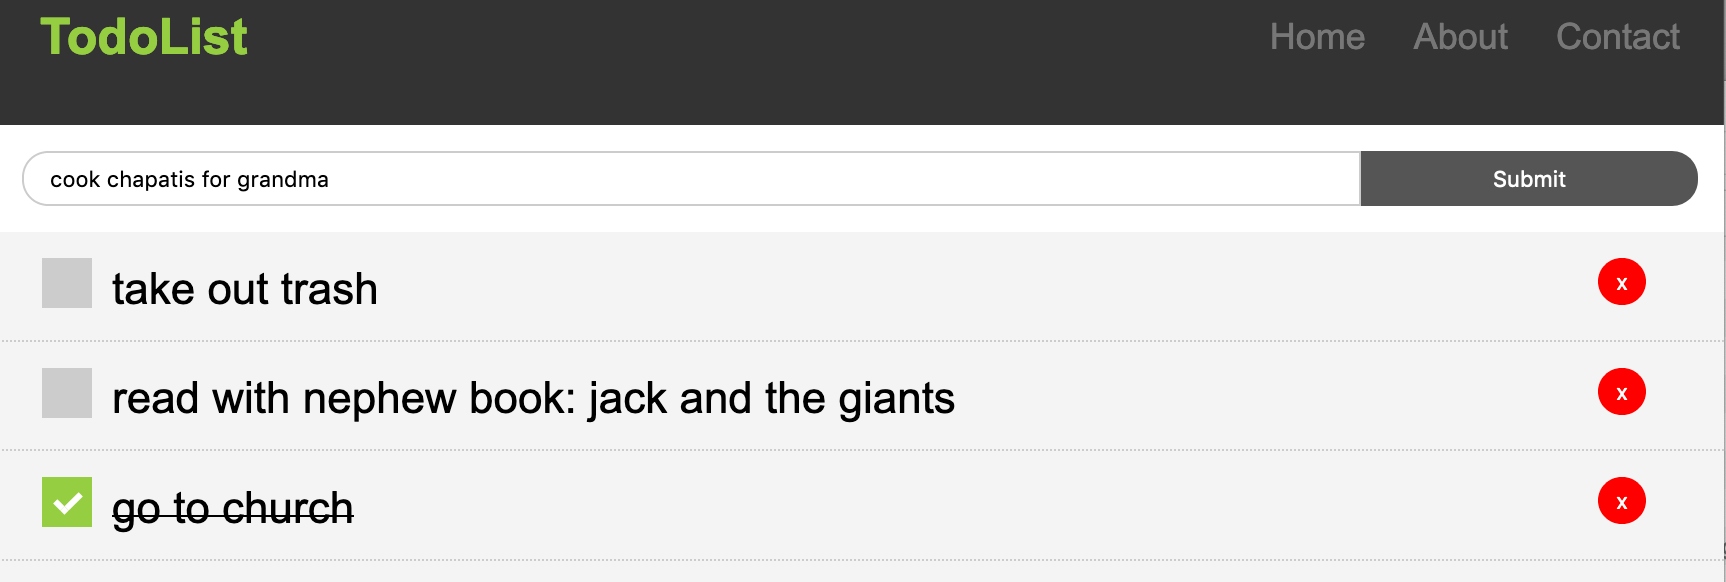 TodoList Home About Contact
cook chapatis for grandma Submit
take out trash x
read with nephew book: jack and the giants x
go to church x